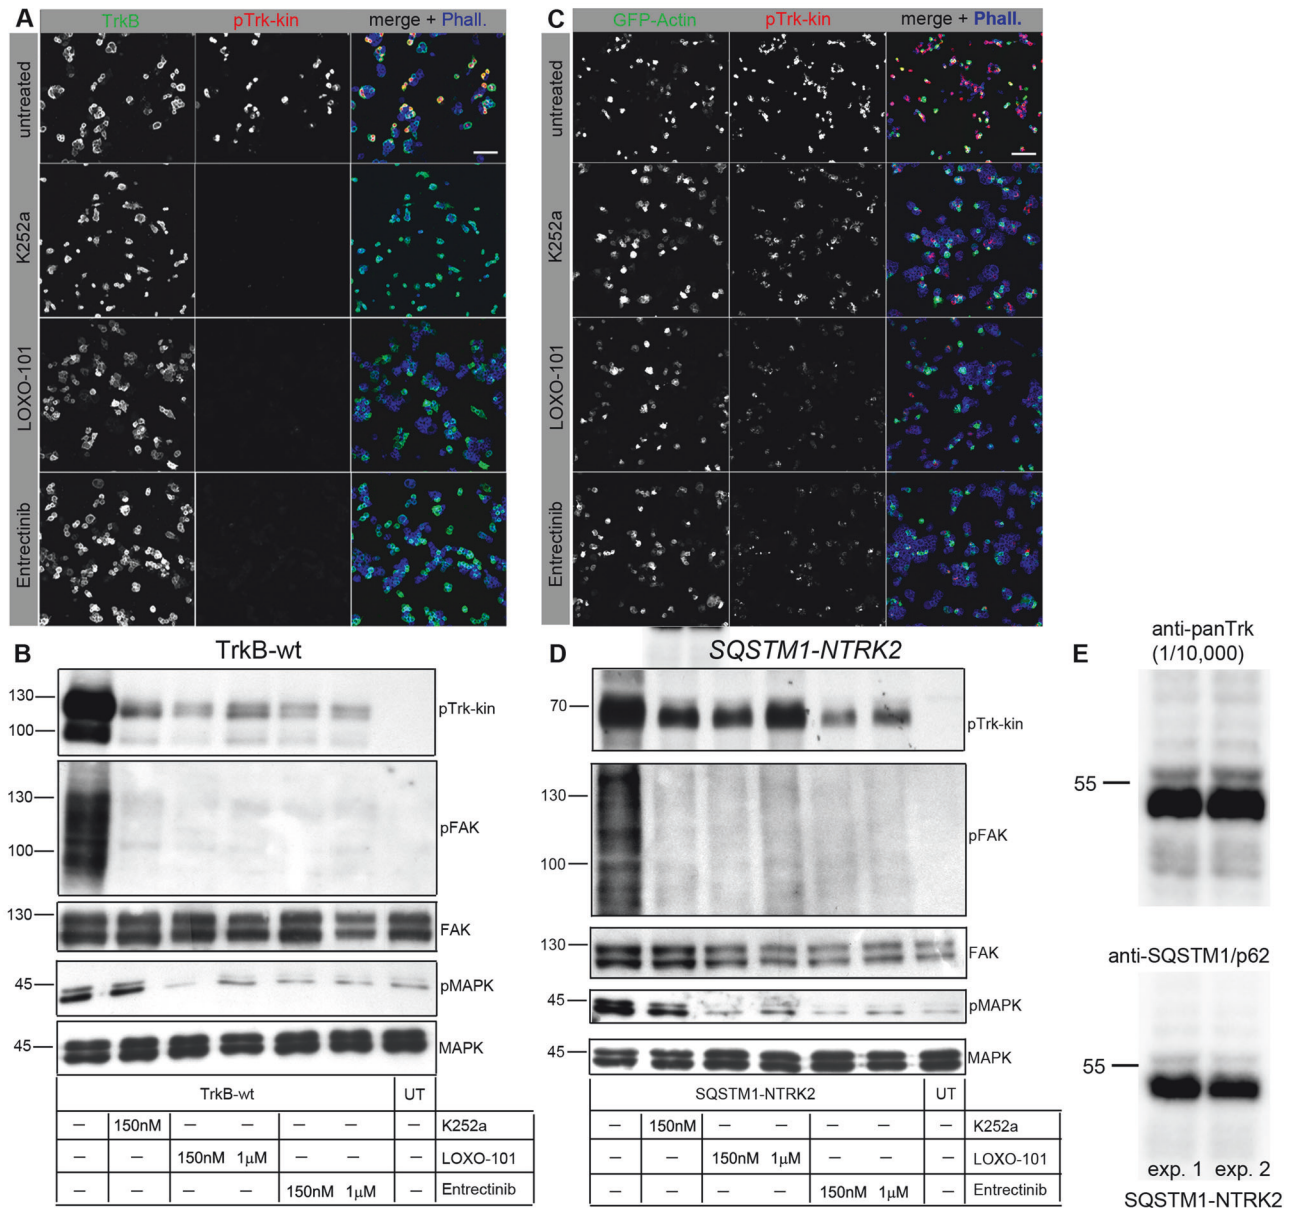 A
TrkB pTrk-kin merge + Phall.
untreated
K252a
LOXO-101
Entrectinib
C
GFP-Actin pTrk-kin merge + Phall.
untreated
K252a
LOXO-101
Entrectinib
B
TrkB-wt
130
100
pTrk-kin
130
100
pFAK
130
FAK
45
pMAPK
45
MAPK
TrkB-wt UT
– 150nM – – – – – K252a
– – 150nM 1µM – – – LOXO-101
– – – – 150nM 1µM – Entrectinib
D
SQSTM1-NTRK2
70
pTrk-kin
130
100
pFAK
130
FAK
45
pMAPK
45
MAPK
SQSTM1-NTRK2 UT
– 150nM – – – – – K252a
– – 150nM 1µM – – – LOXO-101
– – – – 150nM 1µM – Entrectinib
E
anti-panTrk
(1/10,000)
55
anti-SQSTM1/p62
55
exp. 1 exp. 2
SQSTM1-NTRK2